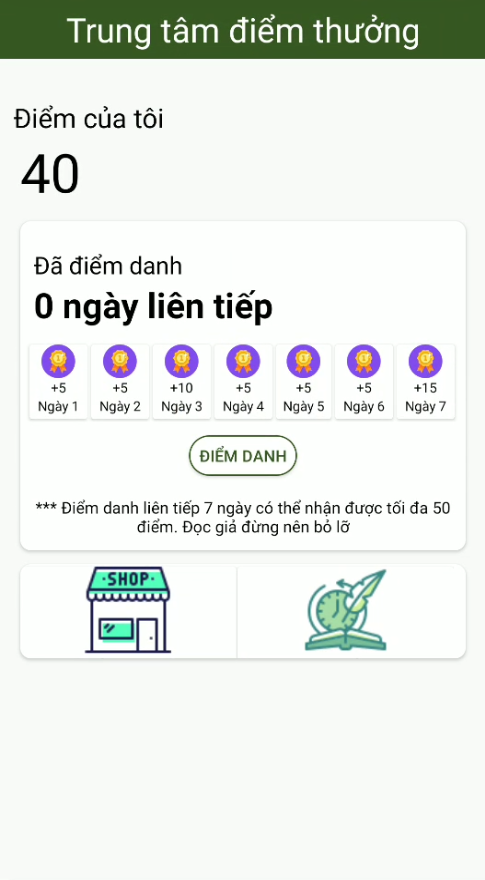 Trung tâm điểm thưởng
Điểm của tôi
40
Đã điểm danh
0 ngày liên tiếp
+5 +5 +10 +5 +5 +5 +15
Ngày 1 Ngày 2 Ngày 3 Ngày 4 Ngày 5 Ngày 6 Ngày 7
ĐIỂM DANH
*** Điểm danh liên tiếp 7 ngày có thể nhận được tối đa 50
điểm. Đọc giả đừng nên bỏ lỡ
·SHOP·